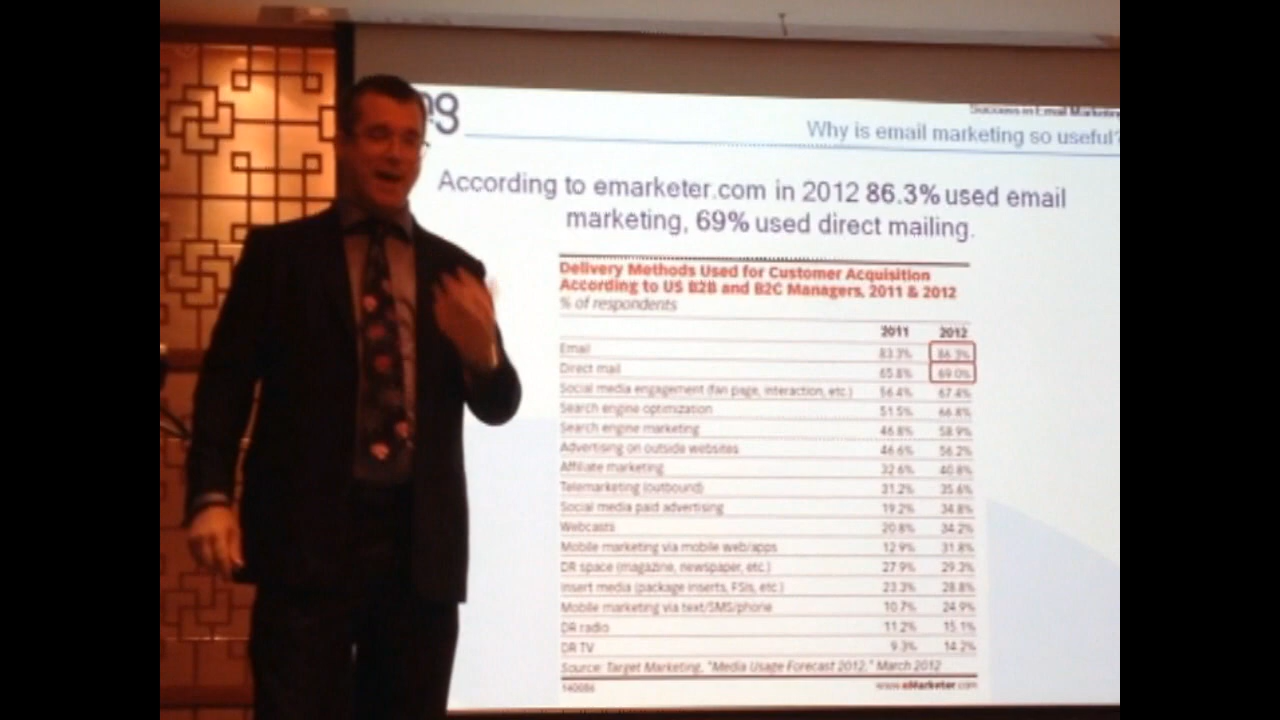 Success in Email Marketing
Why is email marketing so useful?
According to emarketer.com in 2012 86.3% used email
marketing, 69% used direct mailing.
Delivery Methods Used for Customer Acquisition
According to US B2B and B2C Managers, 2011 & 2012
% of respondents
2011 2012
Email 83.3% 86.3%
Direct mail 65.8% 69.0%
Social media engagement (fan page, interaction, etc.) 56.4% 67.4%
Search engine optimization 51.5% 66.8%
Search engine marketing 46.8% 58.9%
Advertising on outside websites 46.6% 56.2%
Affiliate marketing 32.6% 40.8%
Telemarketing (outbound) 31.2% 35.6%
Social media paid advertising 19.2% 34.8%
Webcasts 20.8% 34.2%
Mobile marketing via mobile web/apps 12.9% 31.8%
DR space (magazine, newspaper, etc.) 27.9% 29.3%
Insert media (package inserts, FSIs, etc.) 23.3% 28.8%
Mobile marketing via text/SMS/phone 10.7% 24.9%
DR radio 11.2% 15.1%
DR TV 9.3% 14.2%
Source: Target Marketing, "Media Usage Forecast 2012," March 2012
140086 www.eMarketer.com